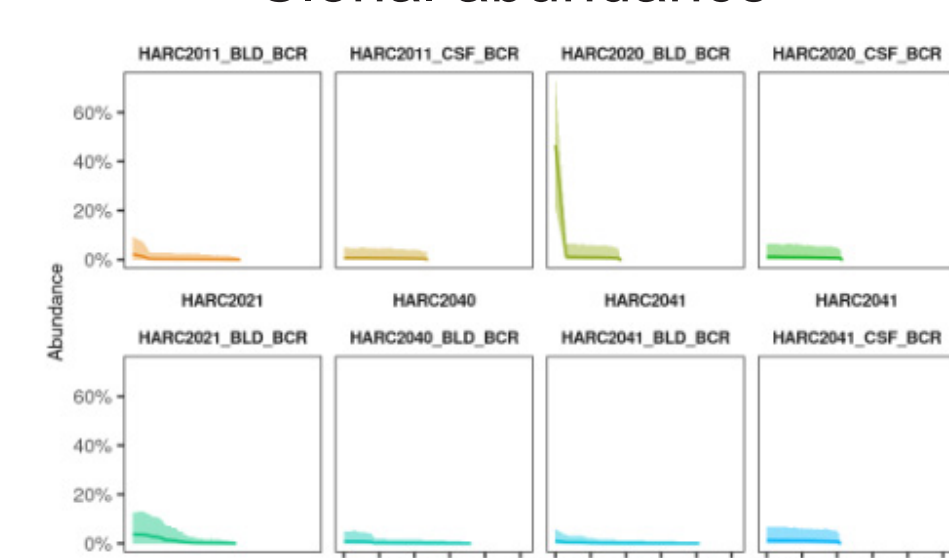 HARC2011_BLD_BCR HARC2011_CSF_BCR HARC2020_BLD_BCR HARC2020_CSF_BCR
60%
40%
20%
0%
Abundance
HARC2021 HARC2040 HARC2041 HARC2041
HARC2021_BLD_BCR HARC2040_BLD_BCR HARC2041_BLD_BCR HARC2041_CSF_BCR
60%
40%
20%
0%